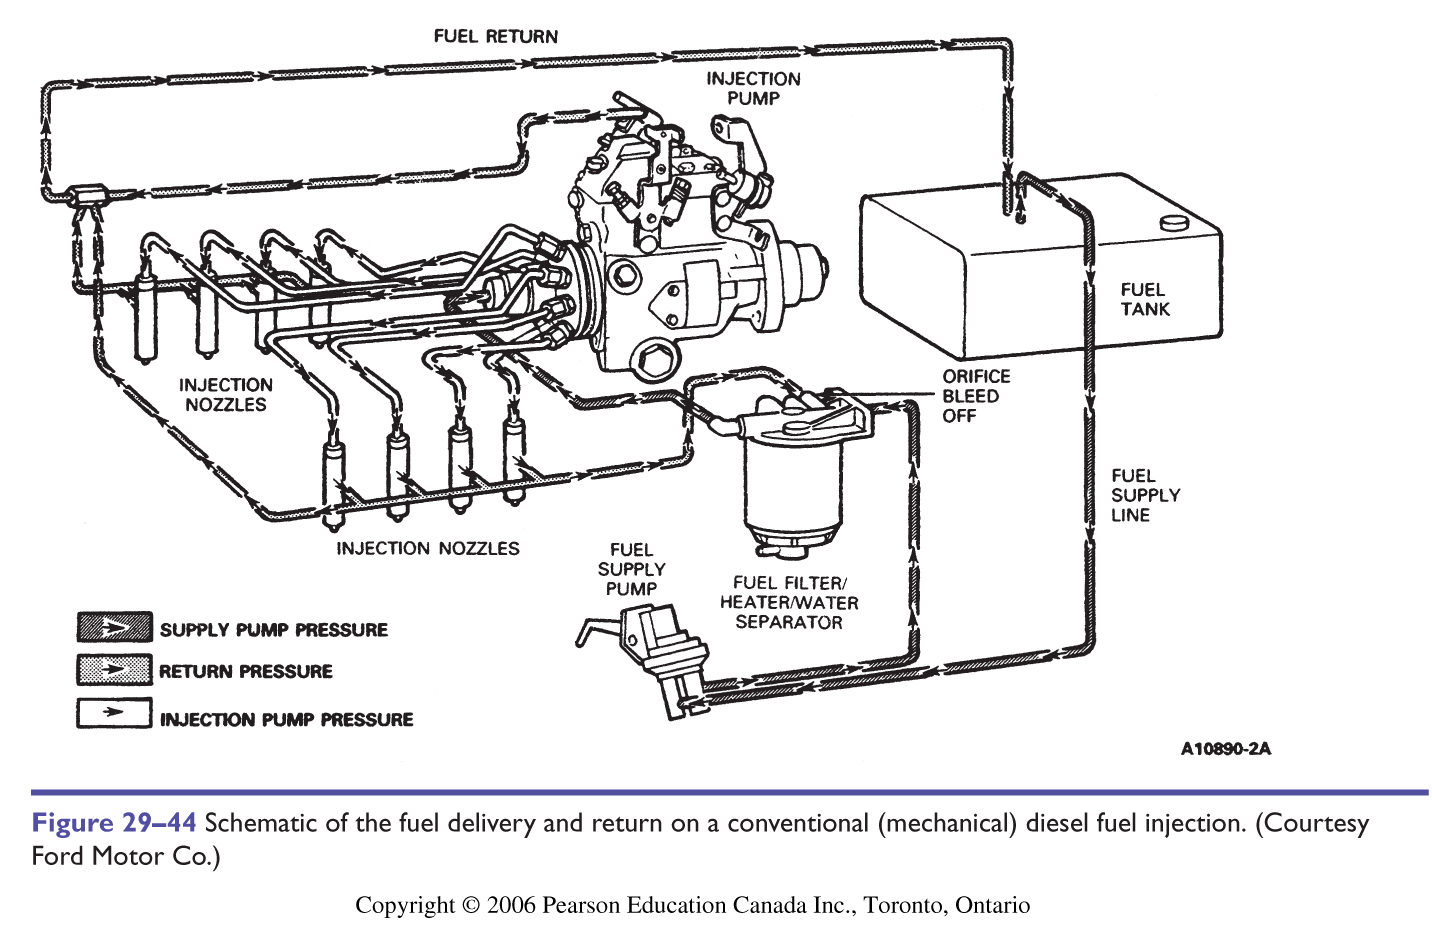 FUEL RETURN
INJECTION
PUMP
FUEL
TANK
INJECTION
NOZZLES
ORIFICE
BLEED
OFF
FUEL
SUPPLY
LINE
INJECTION NOZZLES
FUEL
SUPPLY
PUMP
FUEL FILTER/
HEATER/WATER
SEPARATOR
SUPPLY PUMP PRESSURE
RETURN PRESSURE
INJECTION PUMP PRESSURE
A10890-2A
Figure 29–44 Schematic of the fuel delivery and return on a conventional (mechanical) diesel fuel injection. (Courtesy
Ford Motor Co.)
Copyright © 2006 Pearson Education Canada Inc., Toronto, Ontario